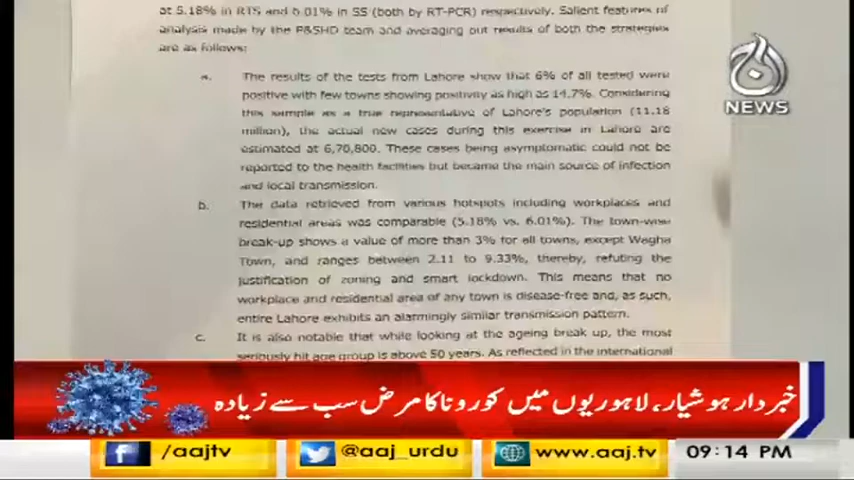 at 5.18% in RTS and 6.01% in SS (both by RT-PCR) respectively. Salient features of
analysis made by the P&SHD team and averaging out results of both the strategies
are as follows:
a. The results of the tests from Lahore show that 6% of all tested were
positive with few towns showing positivity as high as 14.7%. Considering
this sample as a true representative of Lahore's population (11.18
million), the actual new cases during this exercise in Lahore are
estimated at 6,70,800. These cases being asymptomatic could not be
reported to the health facilities but became the main source of infection
and local transmission.
b. The data retrieved from various hotspots including workplaces and
residential areas was comparable (5.18% vs. 6.01%). The town-wise
break-up shows a value of more than 3% for all towns, except Wagha
Town, and ranges between 2.11 to 9.33%, thereby, refuting the
justification of zoning and smart lockdown. This means that no
workplace and residential area of any town is disease-free and, as such,
entire Lahore exhibits an alarmingly similar transmission pattern.
c. It is also notable that while looking at the ageing break up, the most
seriously hit age group is above 50 years. As reflected in the international
آج
NEWS
خبردار ہوشیار، لاہوریوں میں کورونا کا مرض سب سے زیادہ
/aajtv
@aaj_urdu
www.aaj.tv
09:14 PM